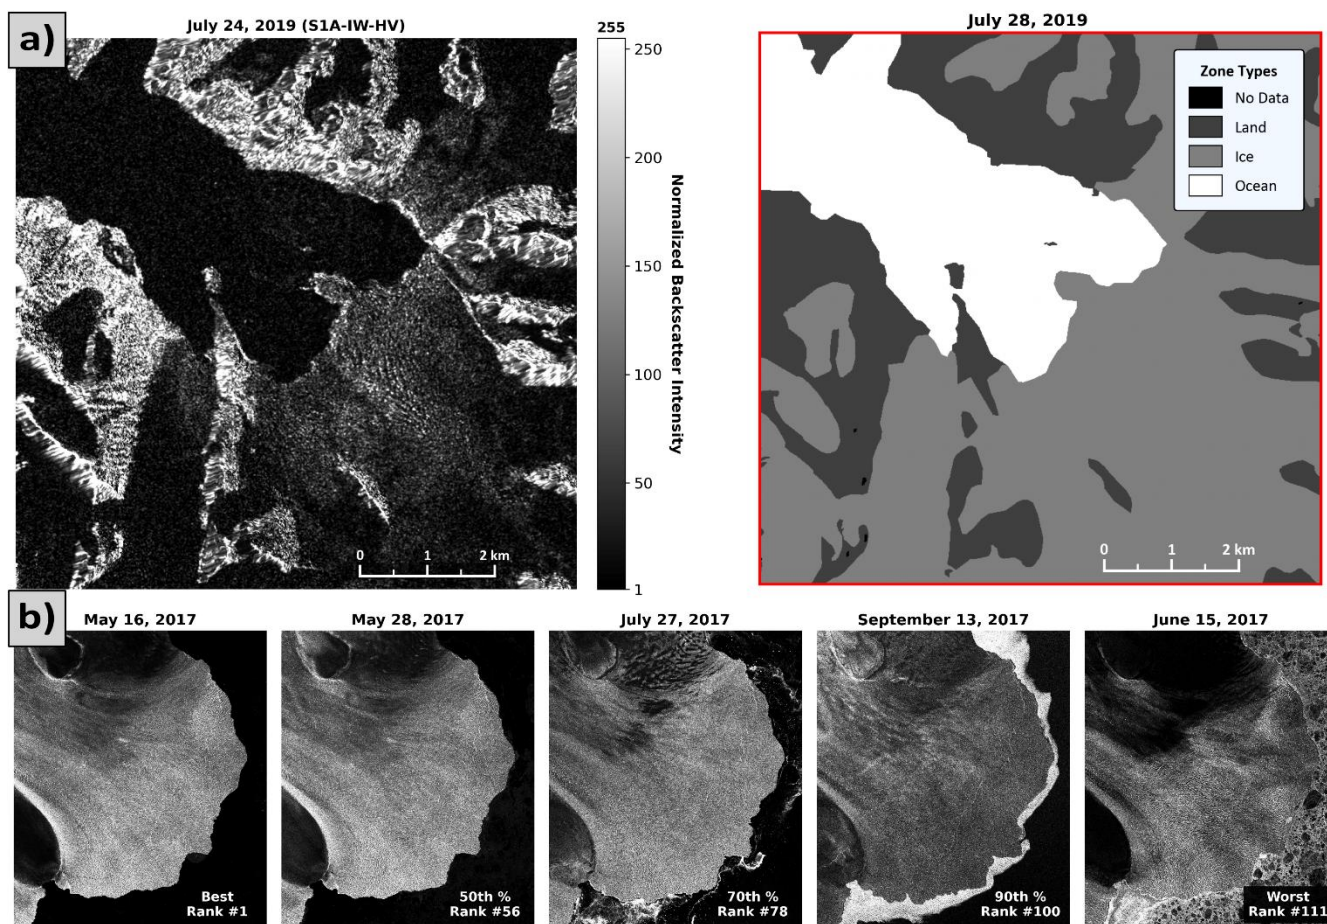 a)
July 24, 2019 (S1A-IW-HV)
255
250
200
150
100
50
1
Normalized Backscatter Intensity
0 1 2 km
July 28, 2019
Zone Types
No Data
Land
Ice
Ocean
0 1 2 km
b)
May 16, 2017
Best
Rank #1
May 28, 2017
50th %
Rank #56
July 27, 2017
70th %
Rank #78
September 13, 2017
90th %
Rank #100
June 15, 2017
Worst
Rank #111